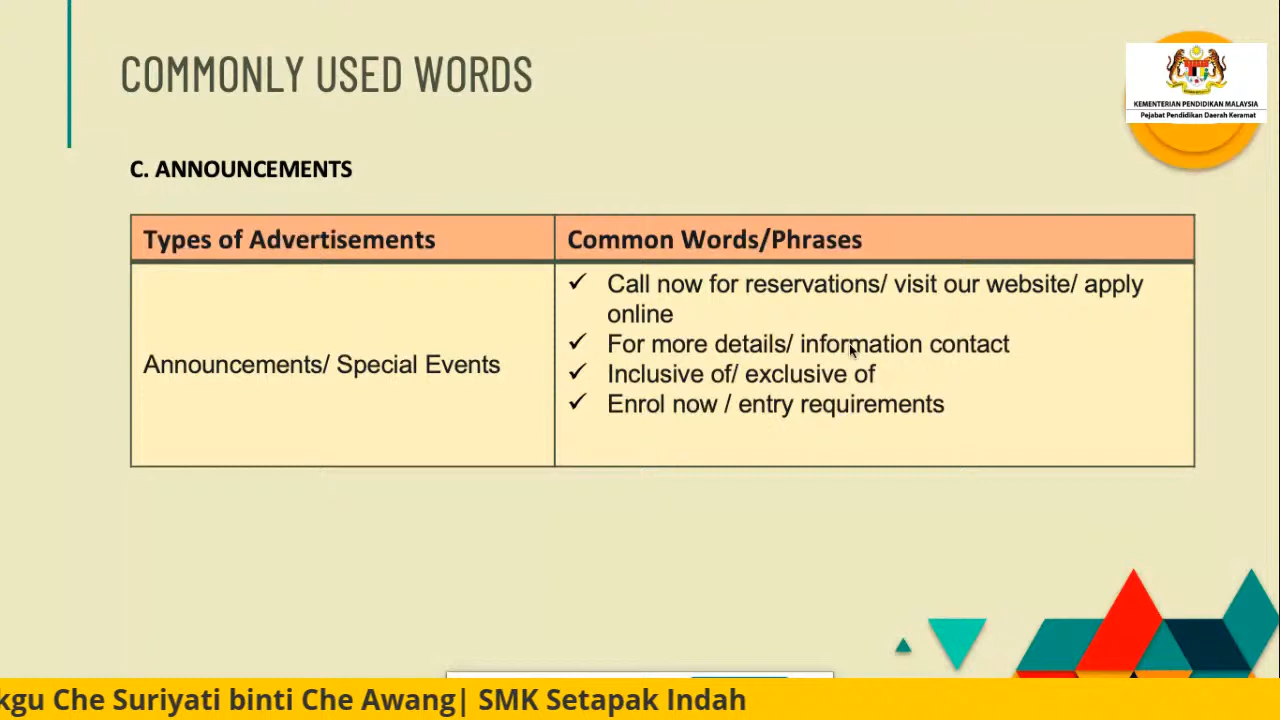 COMMONLY USED WORDS
KEMENTERIAN PENDIDIKAN MALAYSIA
Pejabat Pendidikan Daerah Keramat
C. ANNOUNCEMENTS
Types of Advertisements
Common Words/Phrases
Announcements/ Special Events
✓ Call now for reservations/ visit our website/ apply
online
✓ For more details/ information contact
✓ Inclusive of/ exclusive of
✓ Enrol now / entry requirements
kgu Che Suriyati binti Che Awang| SMK Setapak Indah